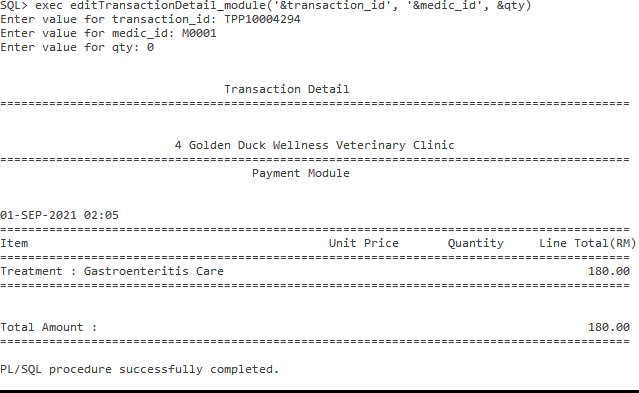 SQL> exec editTransactionDetail_module('&transaction_id', '&medic_id', &qty)
Enter value for transaction_id: TPP10004294
Enter value for medic_id: M0001
Enter value for qty: 0
Transaction Detail
==========================================================================================
4 Golden Duck Wellness Veterinary Clinic
==========================================================================================
Payment Module
01-SEP-2021 02:05
==========================================================================================
Item Unit Price Quantity Line Total(RM)
==========================================================================================
Treatment : Gastroenteritis Care 180.00
==========================================================================================
Total Amount : 180.00
==========================================================================================
PL/SQL procedure successfully completed.